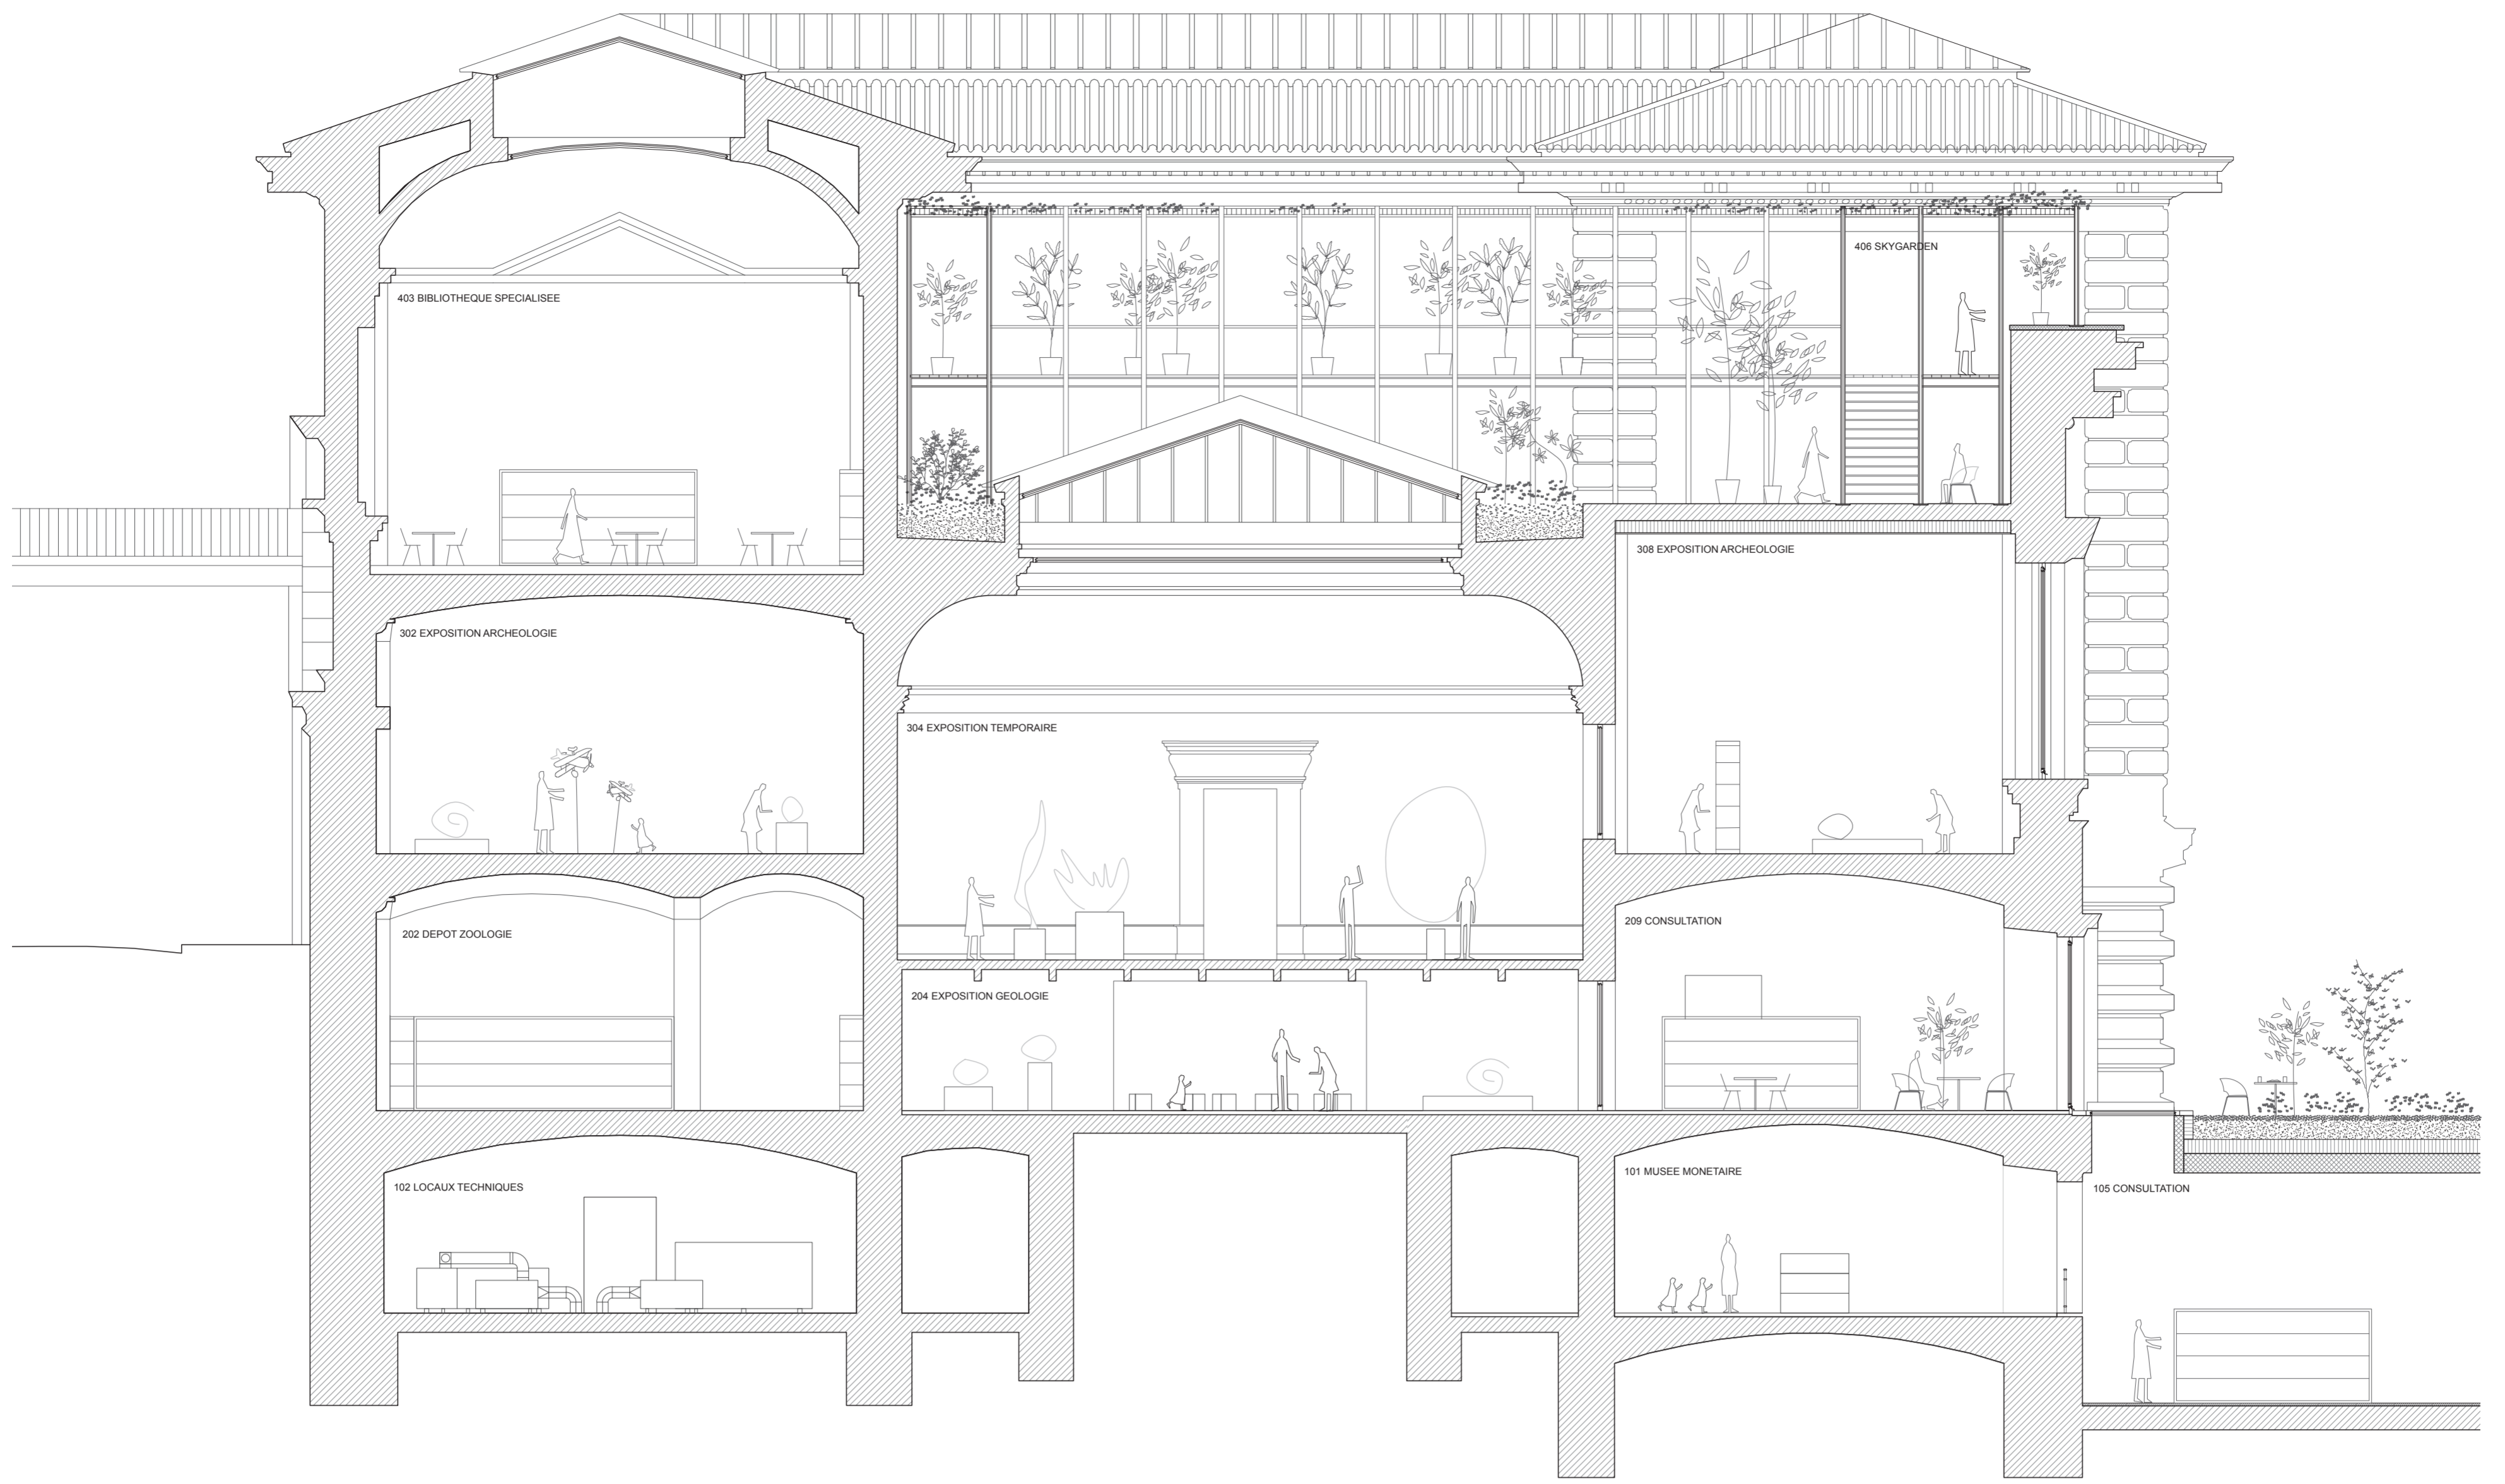 406 SKYGARDEN
403 BIBLIOTHEQUE SPECIALISEE
308 EXPOSITION ARCHEOLOGIE
302 EXPOSITION ARCHEOLOGIE
304 EXPOSITION TEMPORAIRE
209 CONSULTATION
202 DEPOT ZOOLOGIE
204 EXPOSITION GEOLOGIE
101 MUSEE MONETAIRE
102 LOCAUX TECHNIQUES
105 CONSULTATION